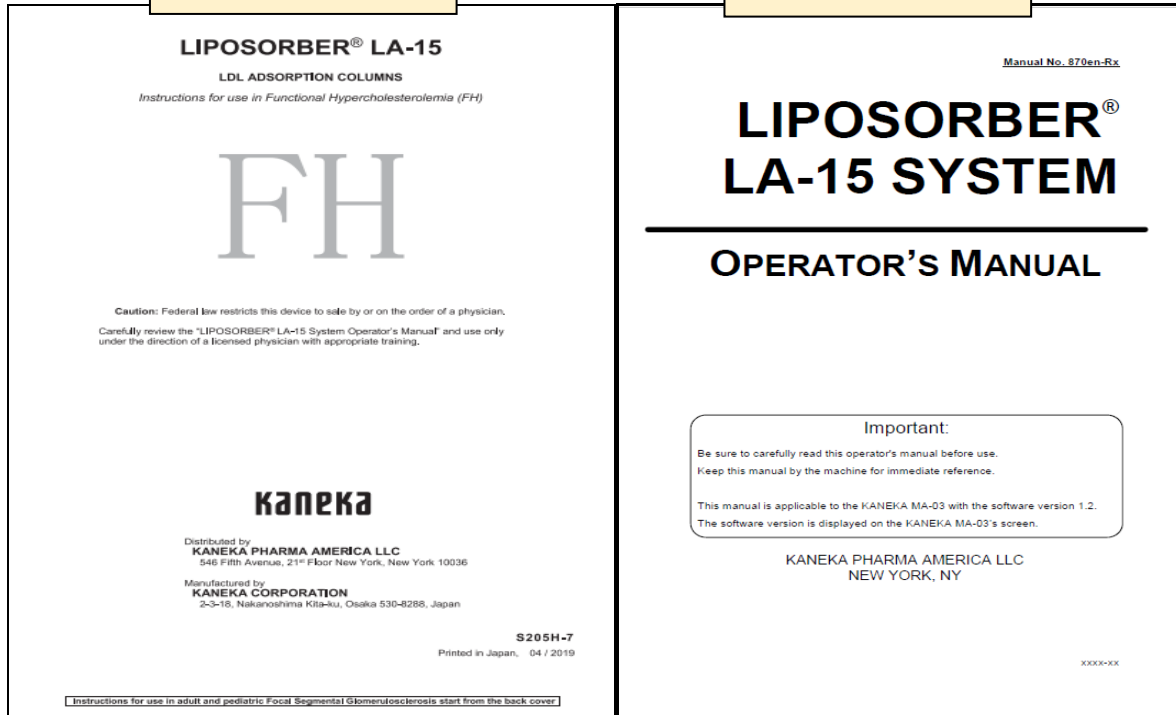 LIPOSORBER® LA-15
LDL ADSORPTION COLUMNS
Instructions for use in Functional Hypercholesterolemia (FH)
FH
Caution: Federal law restricts this device to sale by or on the order of a physician.
Carefully review the "LIPOSORBER® LA-15 System Operator's Manual" and use only
under the direction of a licensed physician with appropriate training.
Kaneka
Distributed by
KANEKA PHARMA AMERICA LLC
546 Fifth Avenue, 21st Floor New York, New York 10036
Manufactured by
KANEKA CORPORATION
2-3-18, Nakanoshima Kita-ku, Osaka 530-8288, Japan
S205H-7
Printed in Japan, 04 / 2019
Instructions for use in adult and pediatric Focal Segmental Glomerulosclerosis start from the back cover
Manual No. 870en-Rx
LIPOSORBER®
LA-15 SYSTEM
OPERATOR'S MANUAL
Important:
Be sure to carefully read this operator's manual before use.
Keep this manual by the machine for immediate reference.
This manual is applicable to the KANEKA MA-03 with the software version 1.2.
The software version is displayed on the KANEKA MA-03's screen.
KANEKA PHARMA AMERICA LLC
NEW YORK, NY
xxxx-xx